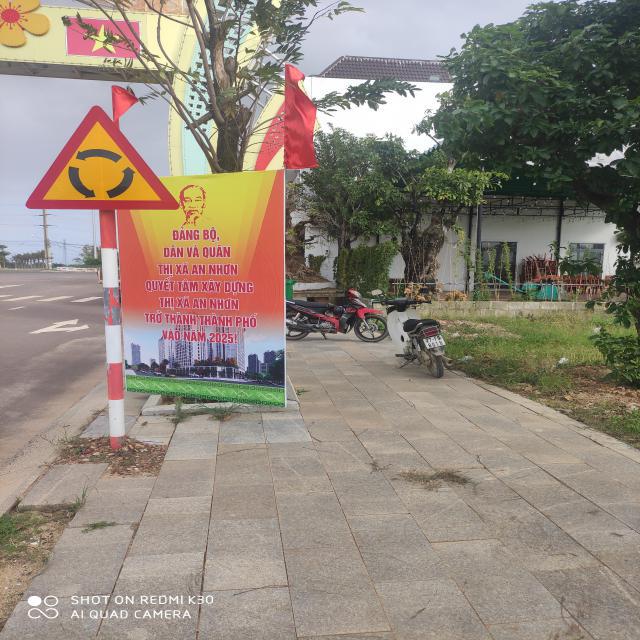 ĐẢNG BỘ,
DÂN VÀ QUÂN
THỊ XÃ AN NHƠN
QUYẾT TÂM XÂY DỰNG
THỊ XÃ AN NHƠN
TRỞ THÀNH THÀNH PHỐ
VÀO NĂM 2025!
SHOT ON REDMI K30
AI QUAD CAMERA